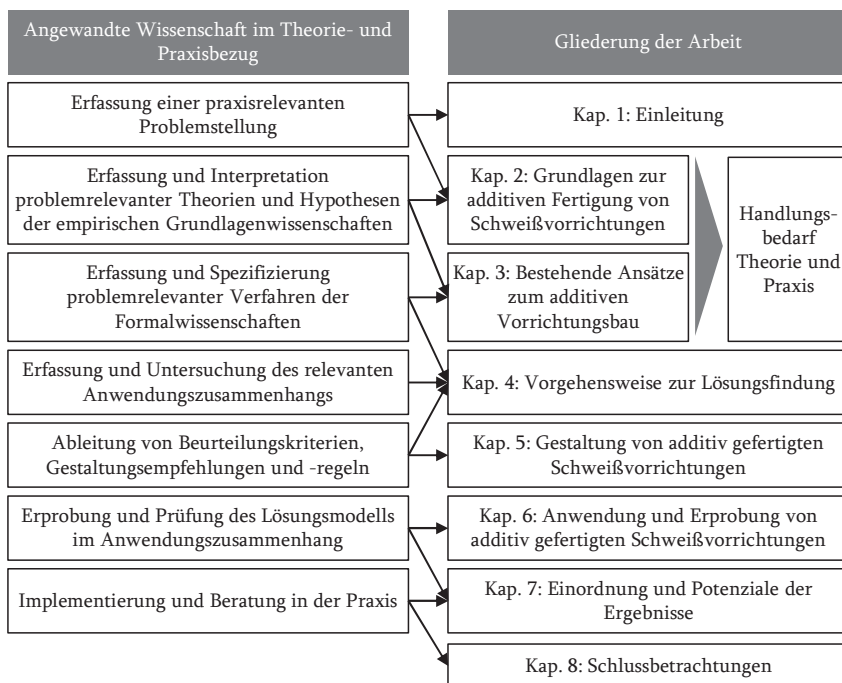 Angewandte Wissenschaft im Theorie- und
Praxisbezug
Gliederung der Arbeit
Erfassung einer praxisrelevanten
Problemstellung
Kap. 1: Einleitung
Erfassung und Interpretation
problemrelevanter Theorien und Hypothesen
der empirischen Grundlagenwissenschaften
Kap. 2: Grundlagen zur
additiven Fertigung von
Schweißvorrichtungen
Handlungs-
bedarf
Theorie und
Praxis
Erfassung und Spezifizierung
problemrelevanter Verfahren der
Formalwissenschaften
Kap. 3: Bestehende Ansätze
zum additiven
Vorrichtungsbau
Erfassung und Untersuchung des relevanten
Anwendungszusammenhangs
Kap. 4: Vorgehensweise zur Lösungsfindung
Ableitung von Beurteilungskriterien,
Gestaltungsempfehlungen und -regeln
Kap. 5: Gestaltung von additiv gefertigten
Schweißvorrichtungen
Erprobung und Prüfung des Lösungsmodells
im Anwendungszusammenhang
Kap. 6: Anwendung und Erprobung von
additiv gefertigten Schweißvorrichtungen
Implementierung und Beratung in der Praxis
Kap. 7: Einordnung und Potenziale der
Ergebnisse
Kap. 8: Schlussbetrachtungen